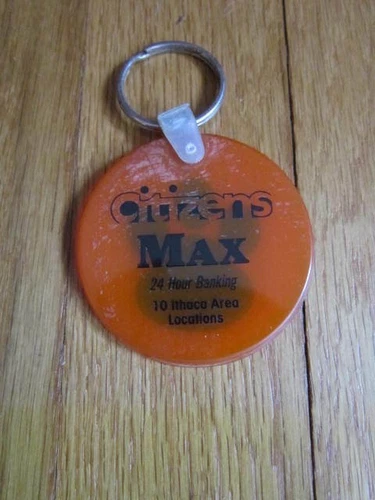 Citizens
MAX
24 Hour Banking
10 Ithaca Area
Locations